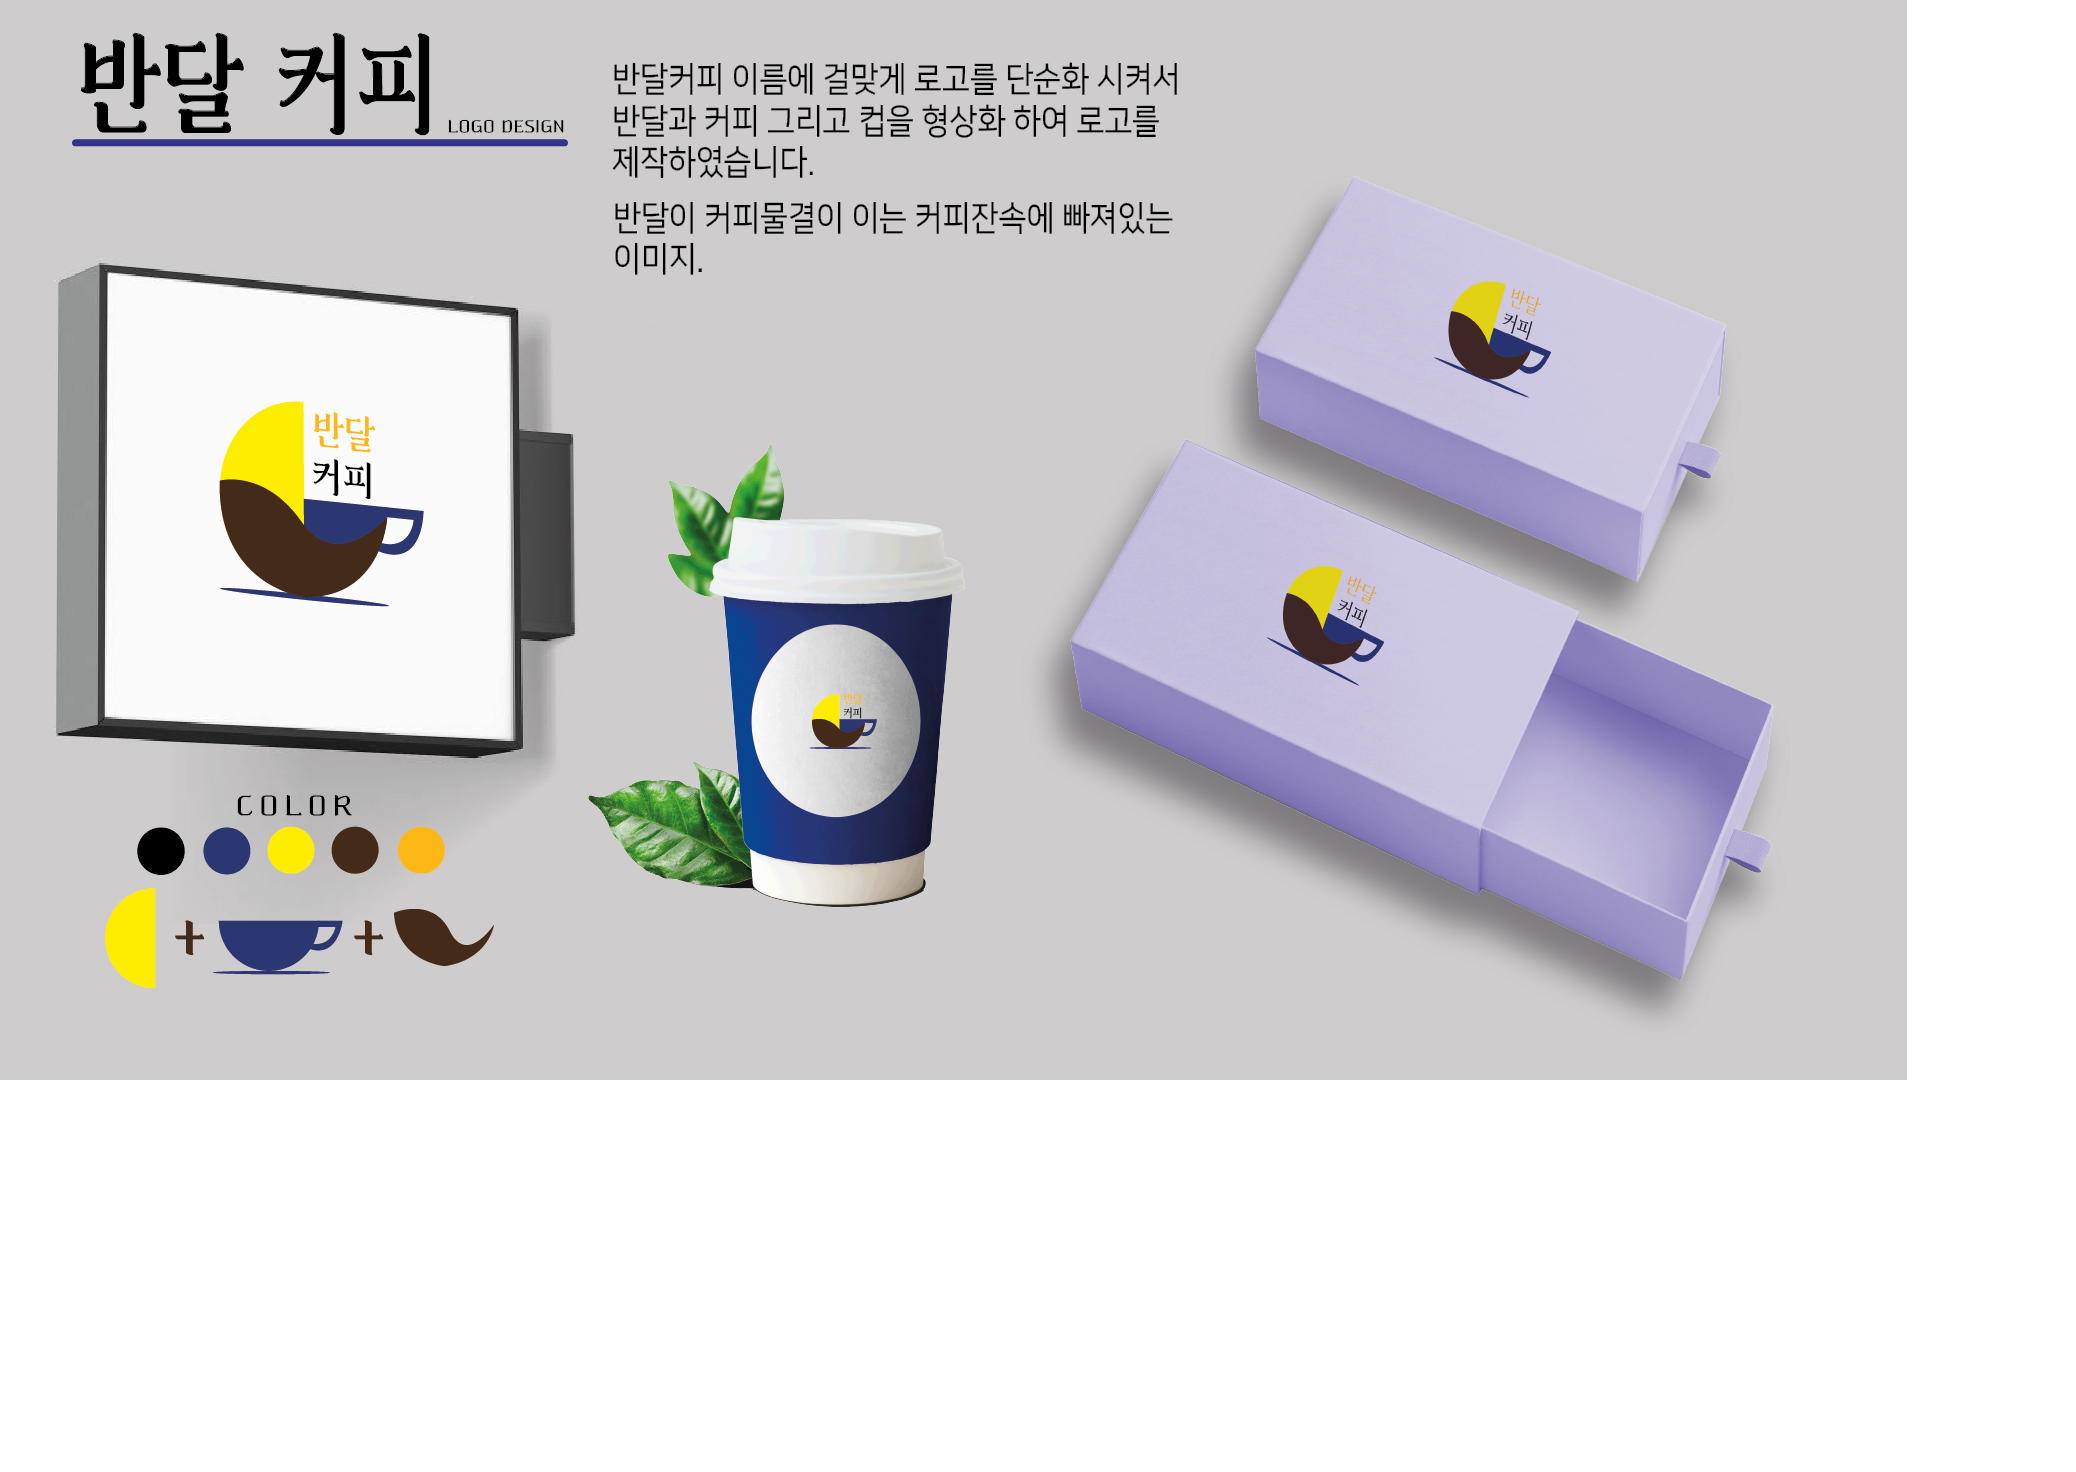 반달 커피
LOGO DESIGN
반달커피 이름에 걸맞게 로고를 단순화 시켜서
반달과 커피 그리고 컵을 형상화 하여 로고를
제작하였습니다.
반달이 커피물결이 이는 커피잔속에 빠져있는
이미지.
반달
커피
반달
커피
반달
커피
반달
커피
COLOR
+ +